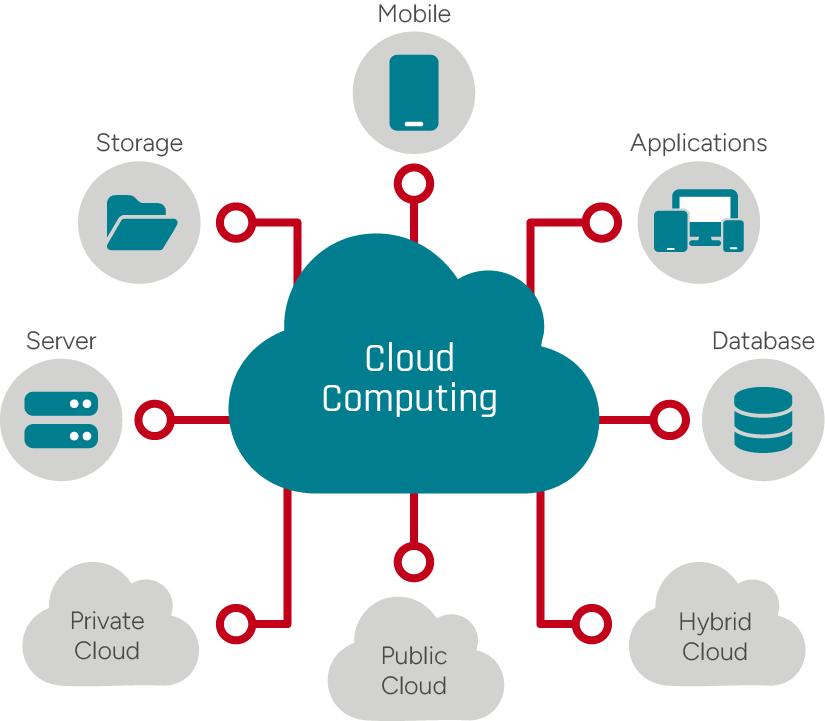 Mobile
Storage
Applications
Server
Cloud
Computing
Database
Private
Cloud
Public
Cloud
Hybrid
Cloud